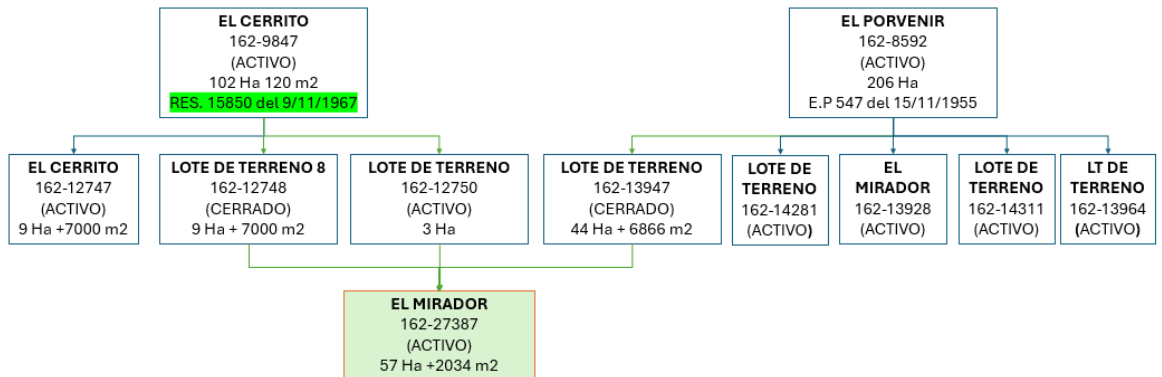 EL CERRITO
162-9847
(ACTIVO)
102 Ha 120 m2
RES. 15850 del 9/11/1967
EL PORVENIR
162-8592
(ACTIVO)
206 Ha
E.P 547 del 15/11/1955
EL CERRITO
162-12747
(ACTIVO)
9 Ha +7000 m2
LOTE DE TERRENO 8
162-12748
(CERRADO)
9 Ha + 7000 m2
LOTE DE TERRENO
162-12750
(ACTIVO)
3 Ha
LOTE DE TERRENO
162-13947
(CERRADO)
44 Ha + 6866 m2
LOTE DE
TERRENO
162-14281
(ACTIVO)
EL
MIRADOR
162-13928
(ACTIVO)
LOTE DE
TERRENO
162-14311
(ACTIVO)
LT DE
TERRENO
162-13964
(ACTIVO)
EL MIRADOR
162-27387
(ACTIVO)
57 Ha +2034 m2